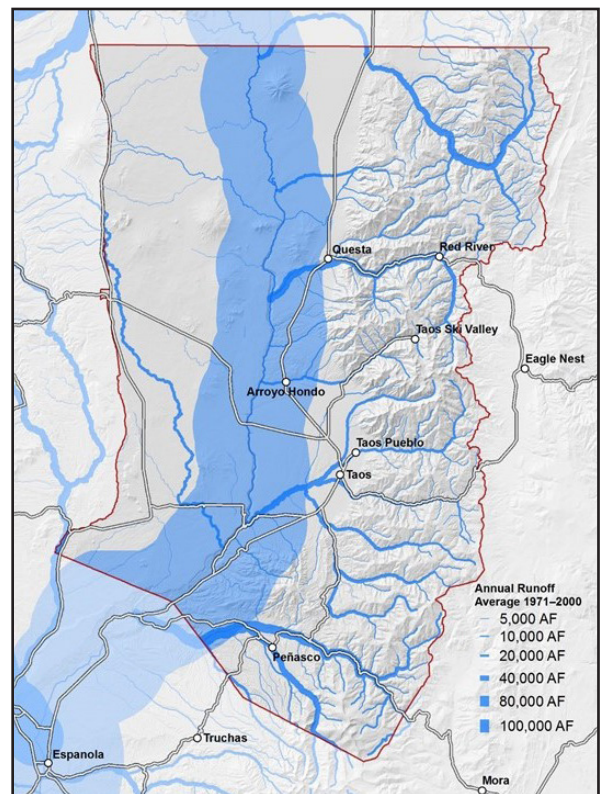 Questa
Red River
Taos Ski Valley
Eagle Nest
Arroyo Hondo
Taos Pueblo
Taos
Annual Runoff
Average 1971–2000
5,000 AF
10,000 AF
20,000 AF
40,000 AF
80,000 AF
100,000 AF
Peñasco
Truchas
Espanola
Mora